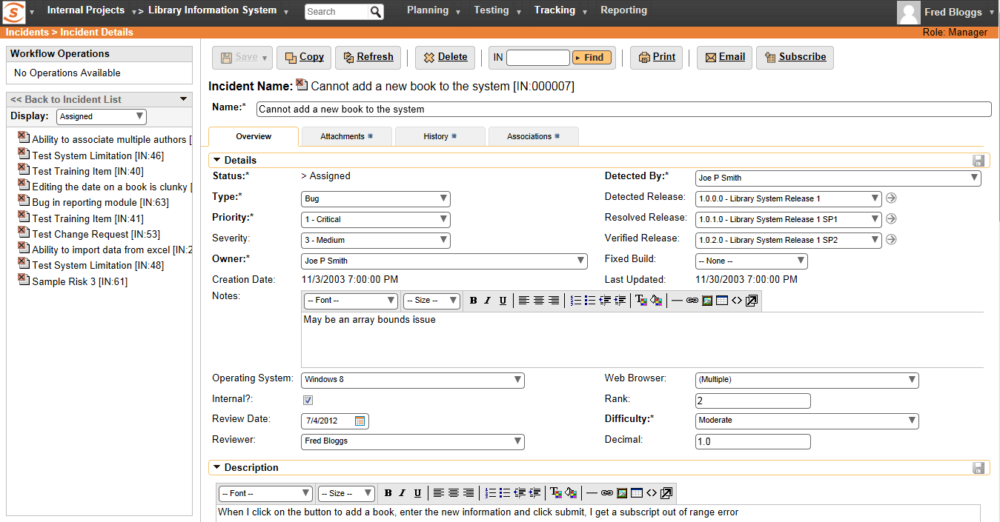 Internal Projects > Library Information System Search Planning Testing Tracking Reporting Fred Bloggs
Incidents > Incident Details Role: Manager
Workflow Operations
No Operations Available
<< Back to Incident List
Display: Assigned
Ability to associate multiple authors [
Test System Limitation [IN:46]
Test Training Item [IN:40]
Editing the date on a book is clunky [
Bug in reporting module [IN:63]
Test Training Item [IN:41]
Test Change Request [IN:53]
Ability to import data from excel [IN:2
Test System Limitation [IN:48]
Sample Risk 3 [IN:61]
Save Copy Refresh Delete IN Find Print Email Subscribe
Incident Name: Cannot add a new book to the system [IN:000007]
Name:* Cannot add a new book to the system
Overview Attachments * History * Associations *
Details
Status:* > Assigned Detected By:* Joe P Smith
Type:* Bug Detected Release: 1.0.0.0 - Library System Release 1
Priority:* 1 - Critical Resolved Release: 1.0.1.0 - Library System Release 1 SP1
Severity: 3 - Medium Verified Release: 1.0.2.0 - Library System Release 1 SP2
Owner:* Joe P Smith Fixed Build: -- None --
Creation Date: 11/3/2003 7:00:00 PM Last Updated: 11/30/2003 7:00:00 PM
Notes: -- Font -- -- Size -- B I U
May be an array bounds issue
Operating System: Windows 8 Web Browser: (Multiple)
Internal?: Rank: 2
Review Date: 7/4/2012 Difficulty:* Moderate
Reviewer: Fred Bloggs Decimal: 1.0
Description
-- Font -- -- Size -- B I U
When I click on the button to add a book, enter the new information and click submit, I get a subscript out of range error